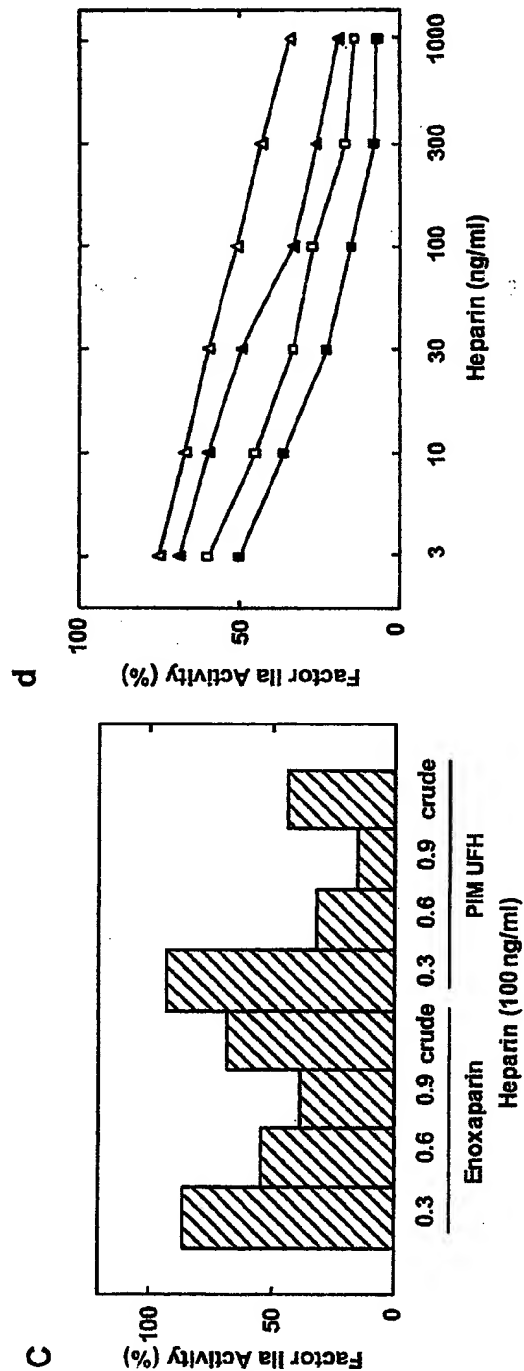 C
Factor IIa Activity (%)
100
50
0
0.3 0.6 0.9 crude 0.3 0.6 0.9 crude
Enoxaparin PIM UFH
Heparin (100 ng/ml)
d
Factor IIa Activity (%)
100
50
0
3 10 30 100 300 1000
Heparin (ng/ml)